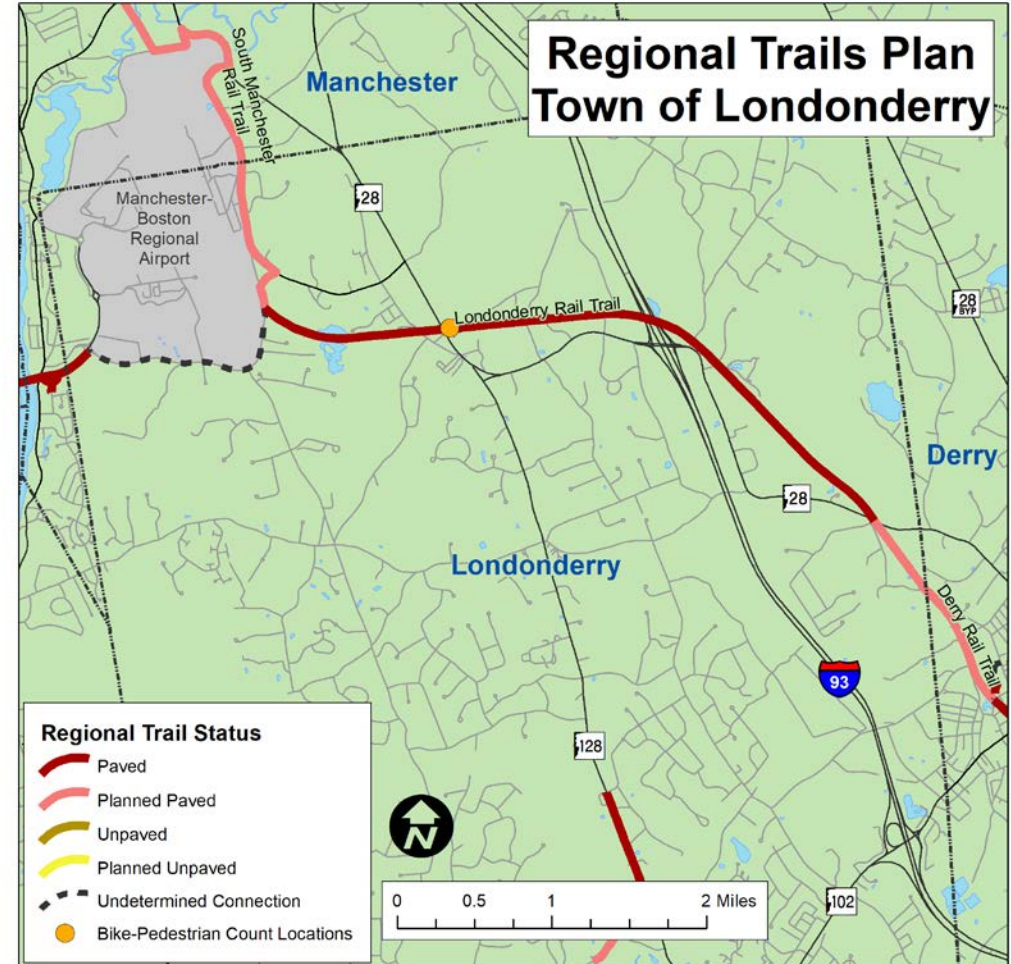 Regional Trails Plan
Town of Londonderry
South Manchester
Rail Trail
Manchester
28
Manchester-
Boston
Regional
Airport
28
BYP
Londonderry Rail Trail
Derry
28
Londonderry
Derry Rail Trail
93
128
102
Regional Trail Status
Paved
Planned Paved
Unpaved
Planned Unpaved
Undetermined Connection
Bike-Pedestrian Count Locations
N
0 0.5 1 2 Miles